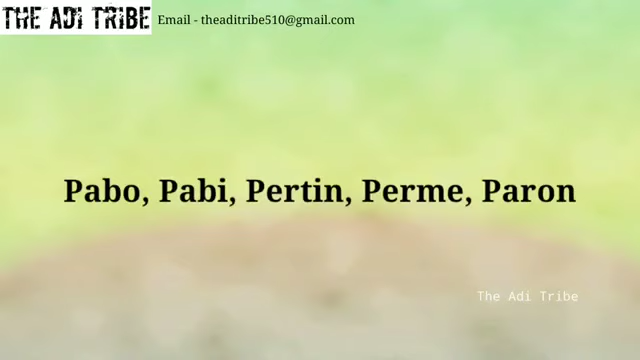 THE ADI TRIBE Email - theaditribe510@gmail.com
Pabo, Pabi, Pertin, Perme, Paron
The Adi Tribe